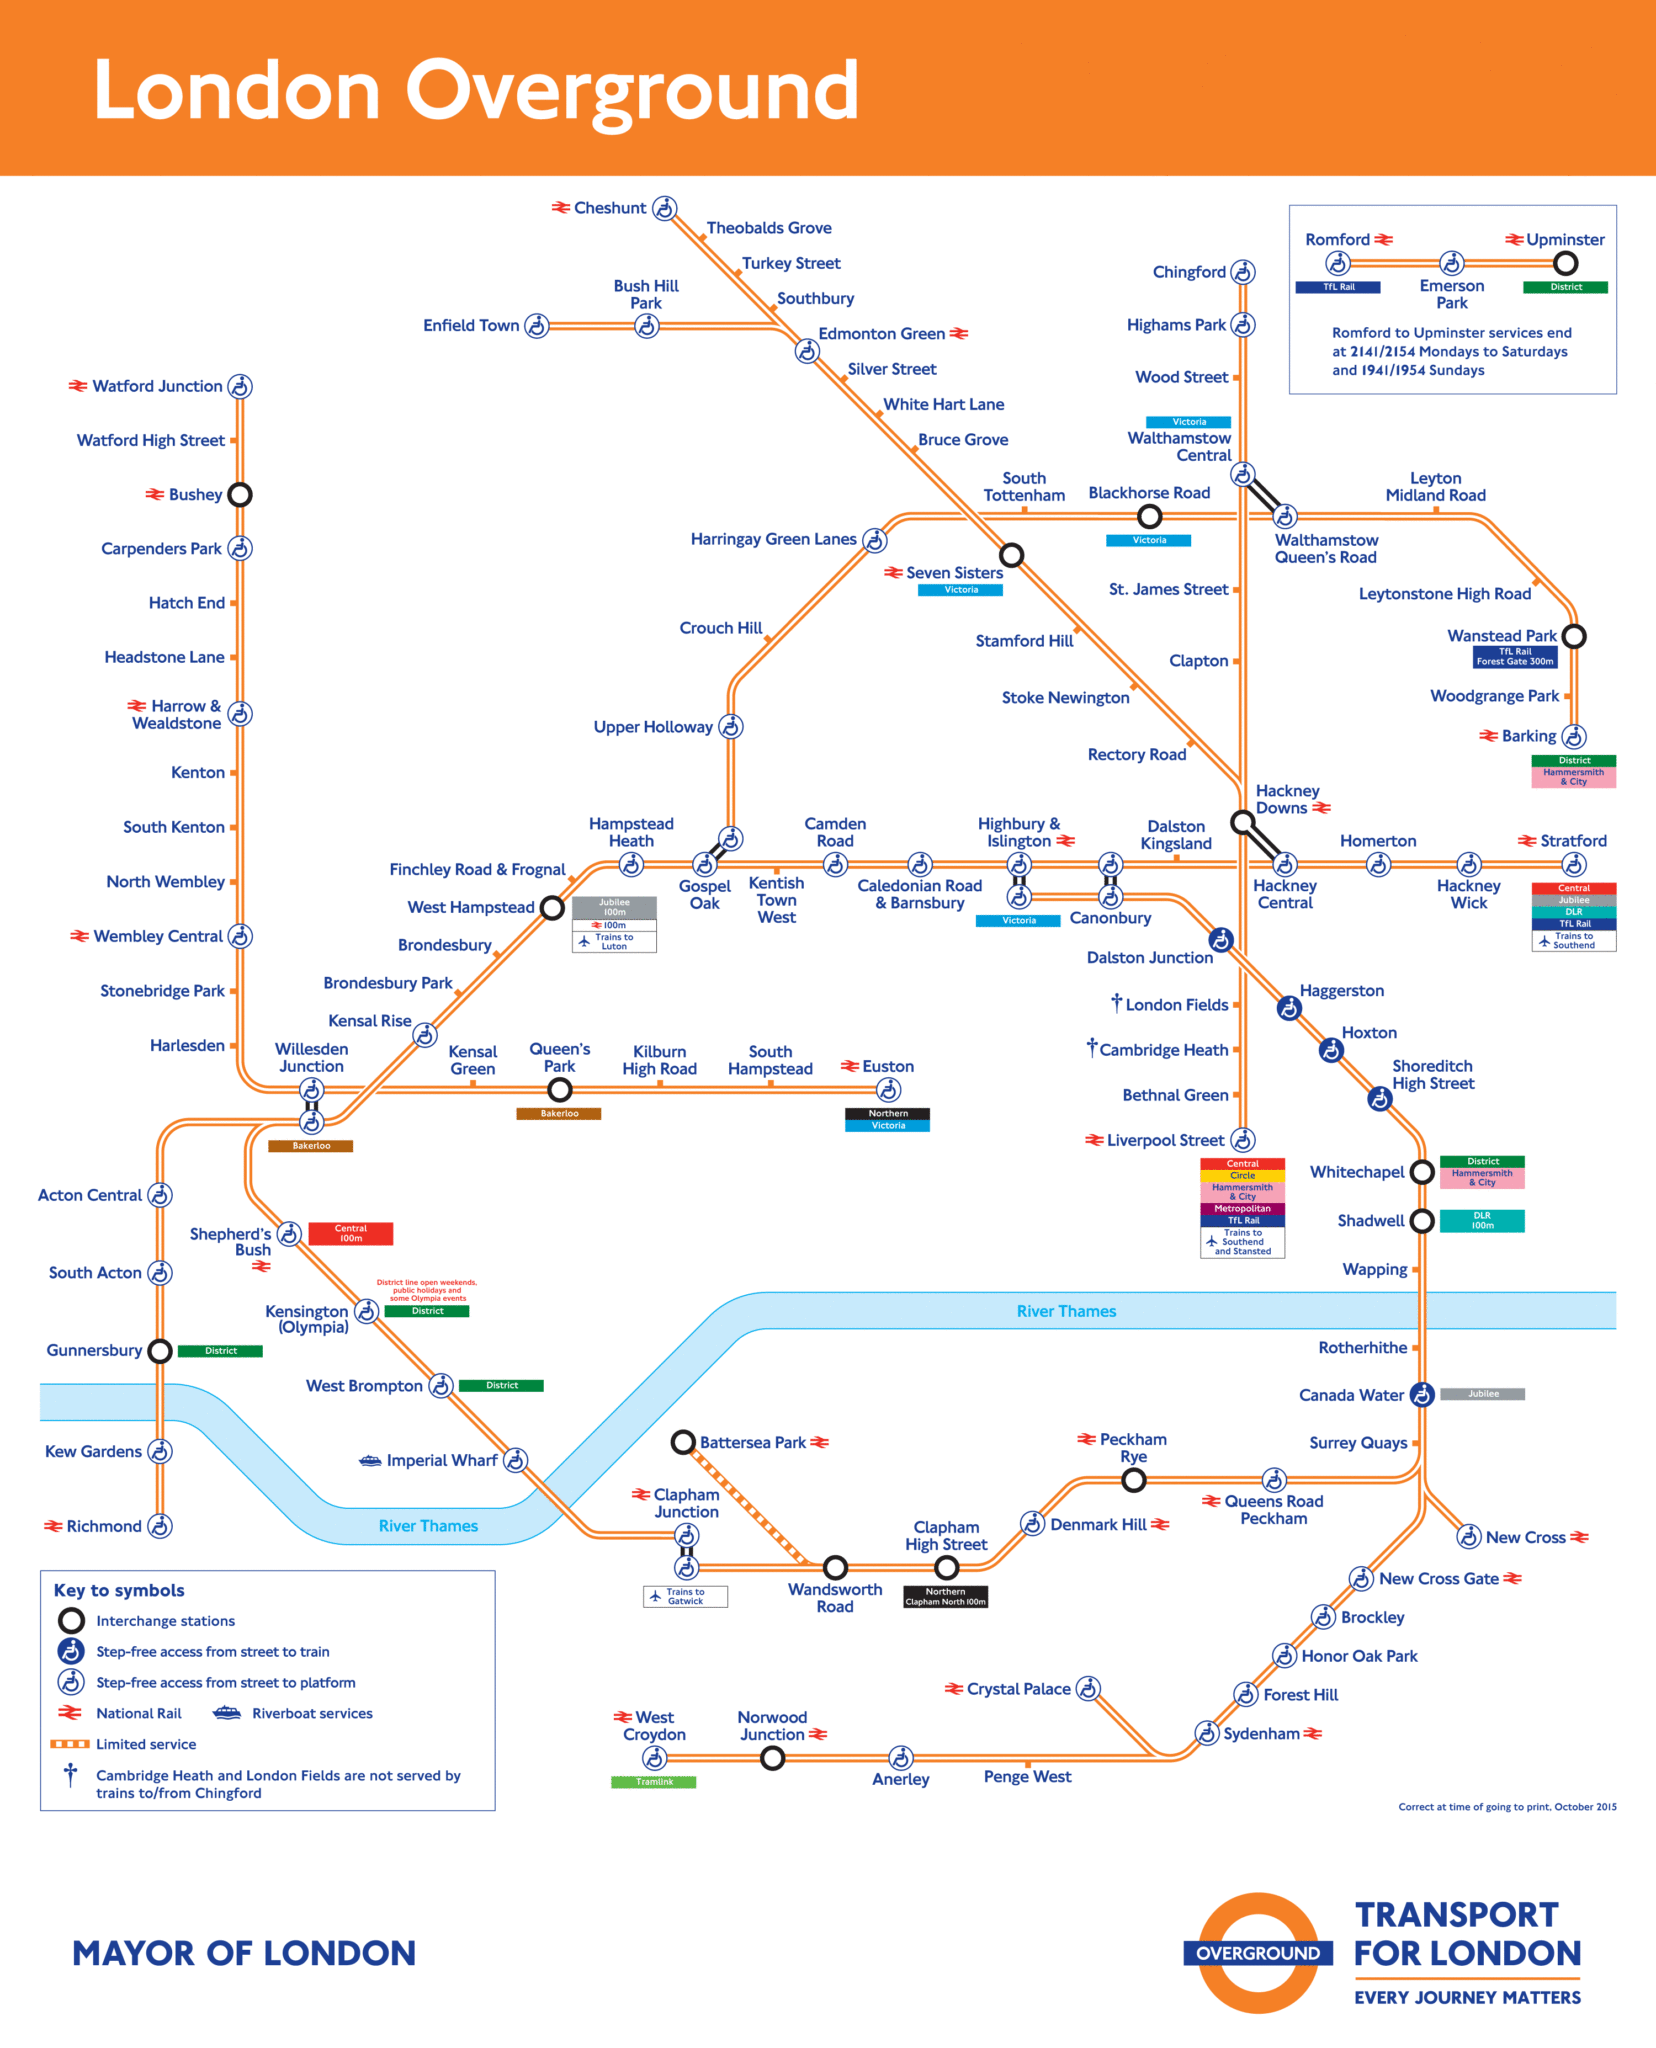 London Overground
Cheshunt
Theobalds Grove
Turkey Street
Southbury
Bush Hill
Park
Enfield Town
Edmonton Green
Silver Street
White Hart Lane
Bruce Grove
Chingford
Highams Park
Wood Street
Victoria
Walthamstow
Central
Romford
Upminster
TfL Rail
Emerson
Park
District
Romford to Upminster services end
at 2141/2154 Mondays to Saturdays
and 1941/1954 Sundays
Watford Junction
Watford High Street
Bushey
Carpenders Park
Hatch End
Headstone Lane
Harrow &
Wealdstone
Kenton
South Kenton
North Wembley
Wembley Central
Stonebridge Park
Harlesden
South
Tottenham
Blackhorse Road
Victoria
Leyton
Midland Road
Walthamstow
Queen's Road
Harringay Green Lanes
Seven Sisters
Victoria
St. James Street
Leytonstone High Road
Crouch Hill
Stamford Hill
Clapton
Wanstead Park
TfL Rail
Forest Gate 300m
Woodgrange Park
Stoke Newington
Upper Holloway
Rectory Road
Barking
District
Hammersmith
& City
Hackney
Downs
Hampstead
Heath
Camden
Road
Highbury &
Islington
Dalston
Kingsland
Homerton
Stratford
Finchley Road & Frognal
Gospel
Oak
Kentish
Town
West
Caledonian Road
& Barnsbury
Victoria
Canonbury
Hackney
Central
Hackney
Wick
Central
Jubilee
DLR
TfL Rail
Trains to
Southend
West Hampstead
Jubilee
100m
100m
Trains to
Luton
Brondesbury
Brondesbury Park
Kensal Rise
Dalston Junction
Haggerston
† London Fields
Hoxton
† Cambridge Heath
Shoreditch
High Street
Bethnal Green
Liverpool Street
Central
Circle
Hammersmith
& City
Metropolitan
TfL Rail
Trains to
Southend
and Stansted
Willesden
Junction
Kensal
Green
Queen's
Park
Kilburn
High Road
South
Hampstead
Euston
Bakerloo
Northern
Victoria
Bakerloo
Whitechapel
District
Hammersmith
& City
Shadwell
DLR
100m
Wapping
Acton Central
Shepherd's
Bush
Central
100m
South Acton
District line open weekends,
public holidays and
some Olympia events
Kensington
(Olympia)
District
River Thames
Gunnersbury
District
West Brompton
District
Rotherhithe
Canada Water
Jubilee
Surrey Quays
Kew Gardens
Imperial Wharf
Battersea Park
Peckham
Rye
Richmond
River Thames
Clapham
Junction
Clapham
High Street
Denmark Hill
Queens Road
Peckham
New Cross
Trains to
Gatwick
Wandsworth
Road
Northern
Clapham North 100m
New Cross Gate
Brockley
Honor Oak Park
Forest Hill
Sydenham
Crystal Palace
West
Croydon
Norwood
Junction
Tramlink
Anerley
Penge West
Key to symbols
Interchange stations
Step-free access from street to train
Step-free access from street to platform
National Rail
Riverboat services
Limited service
† Cambridge Heath and London Fields are not served by
trains to/from Chingford
Correct at time of going to print, October 2015
MAYOR OF LONDON
OVERGROUND
TRANSPORT
FOR LONDON
EVERY JOURNEY MATTERS